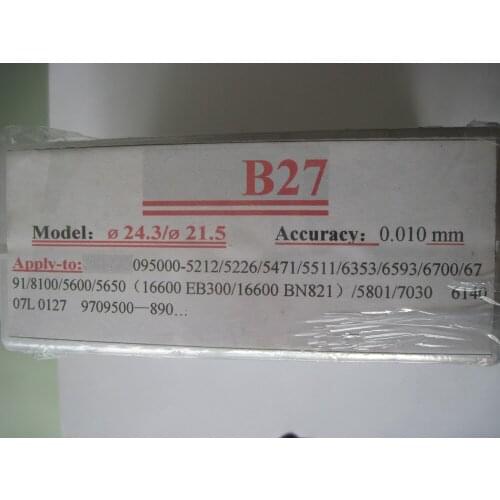 B27
Model: ø 24.3/ø 21.5 Accuracy: 0.010 mm
Apply-to: 095000-5212/5226/5471/5511/6353/6593/6700/67
91/8100/5600/5650（16600 EB300/16600 BN821）/5801/7030 6140
07L 0127 9709500—890...